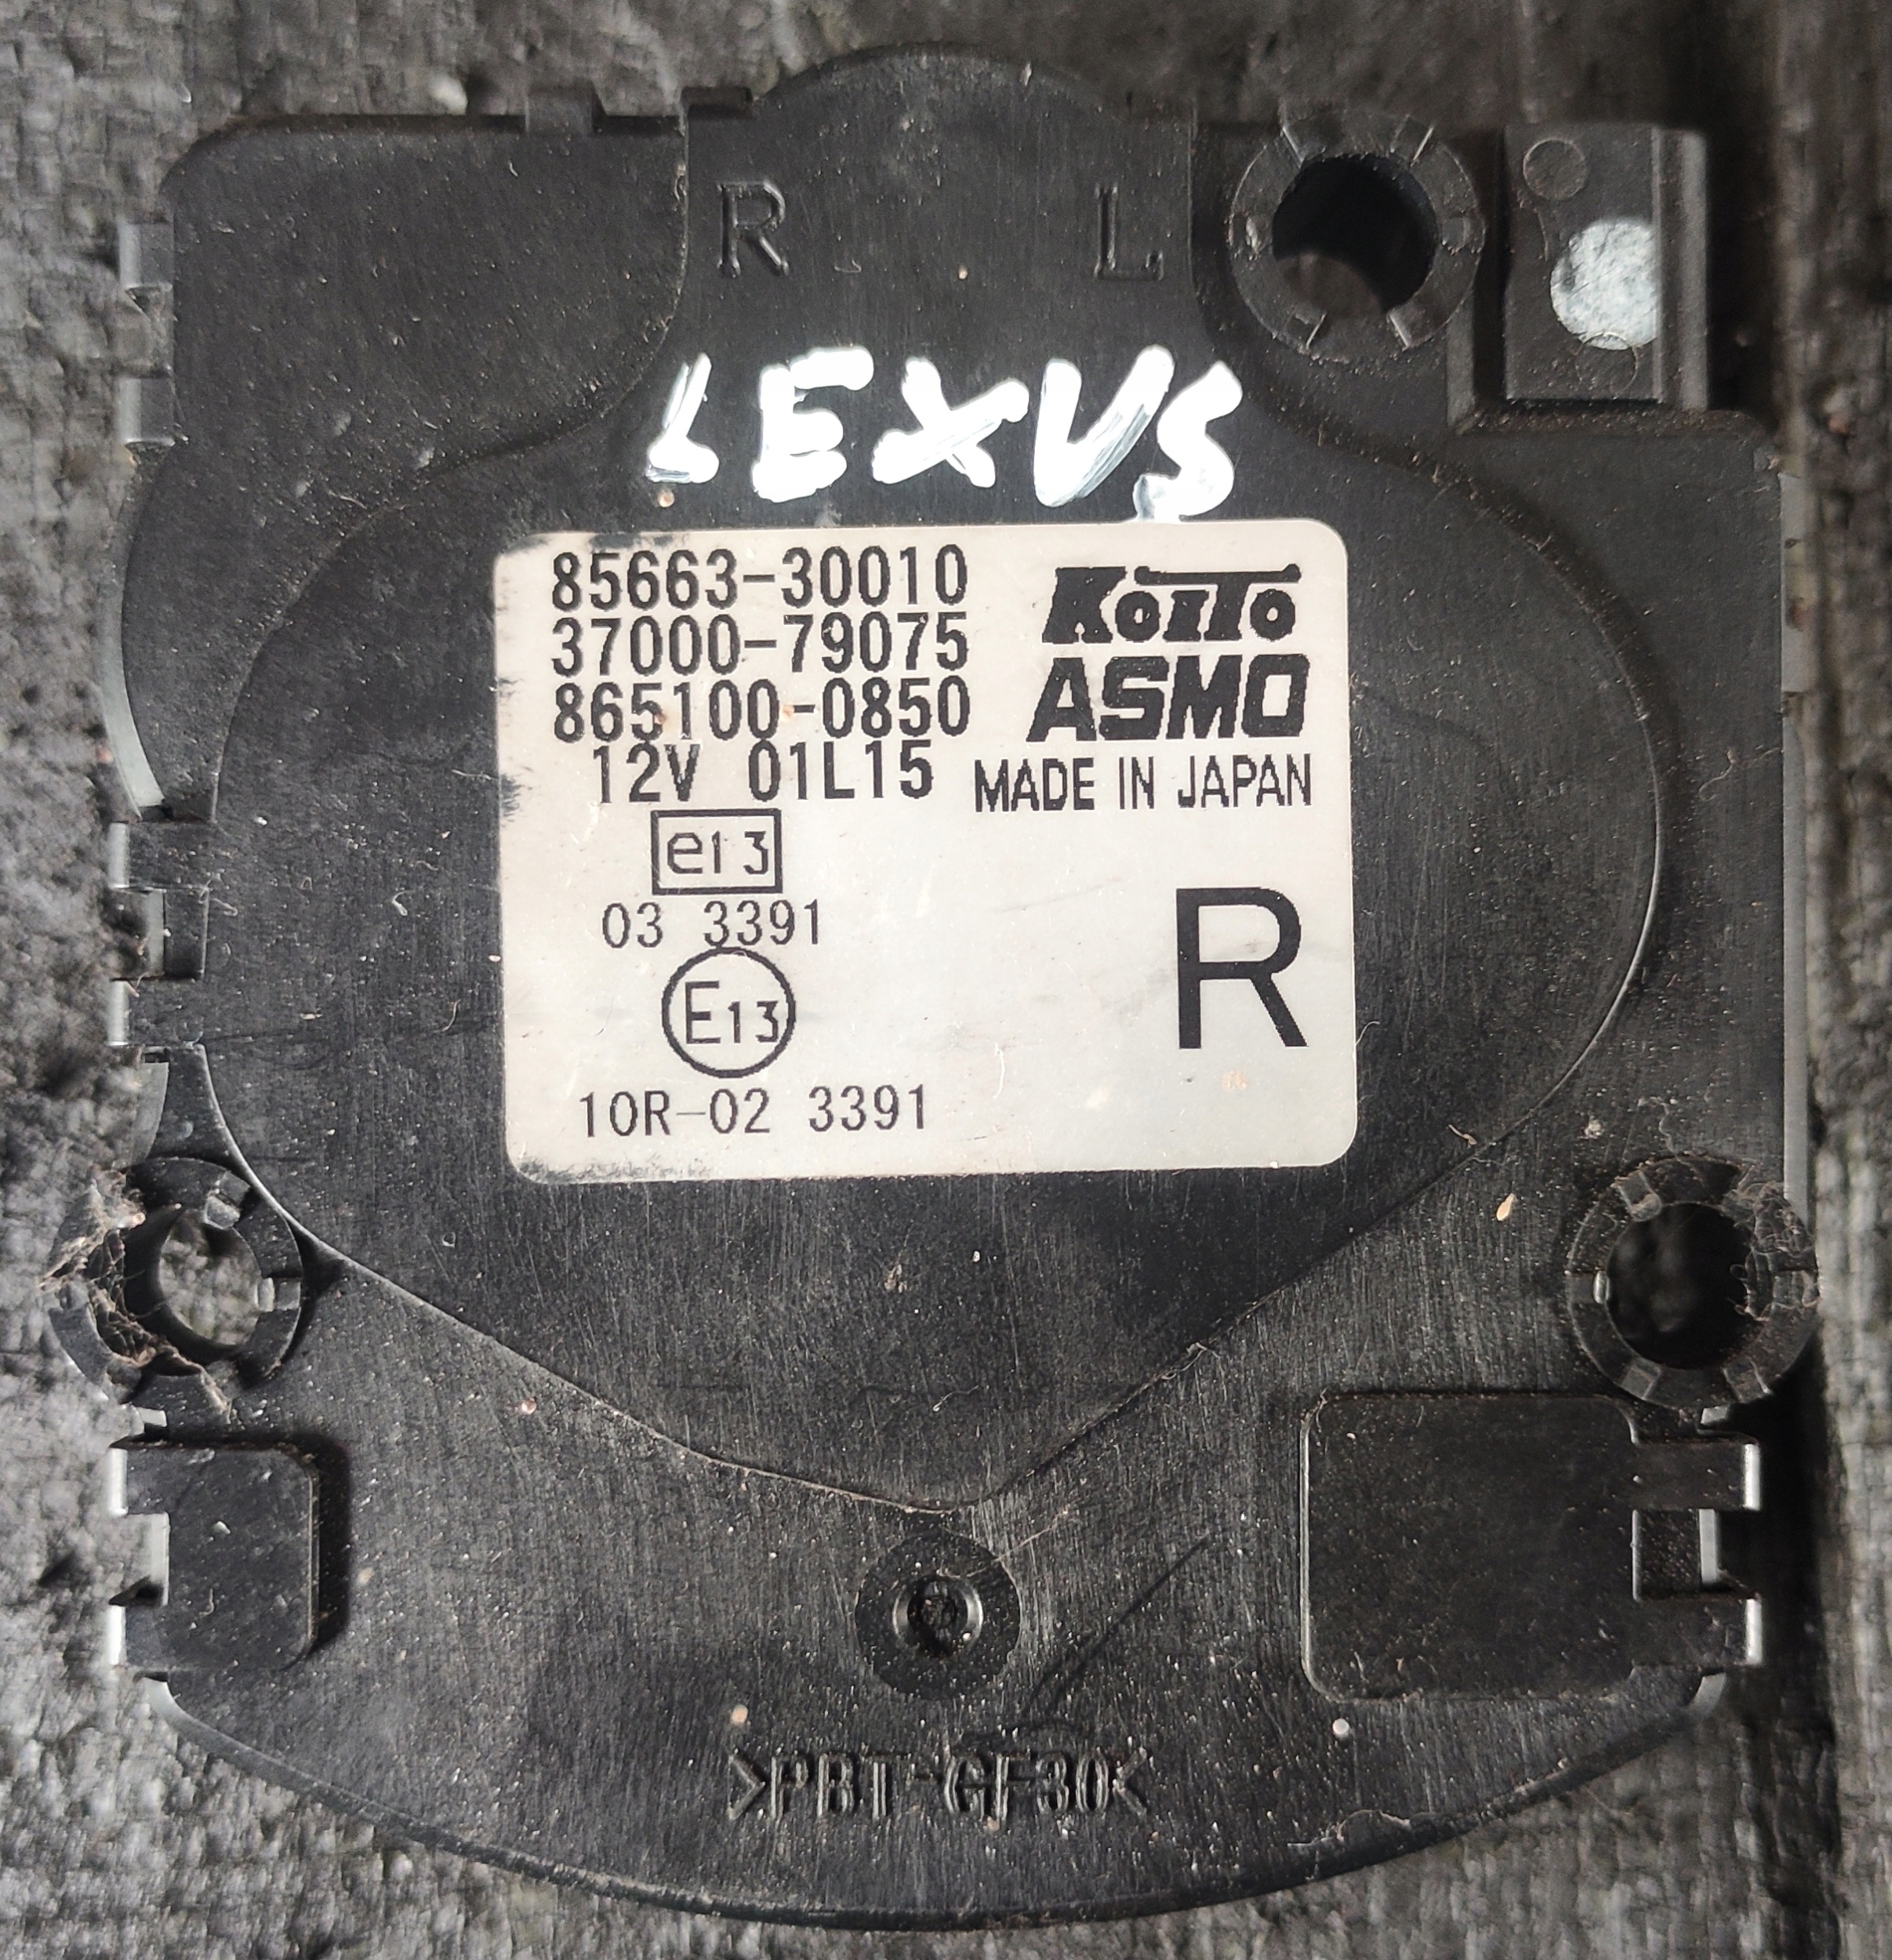 R L
LEXUS
85663-30010
KOITO
37000-79075
865100-0850
ASMO
12V 01L15
MADE IN JAPAN
e13
03 3391
R
E13
10R-02 3391
>PBT-GF30<